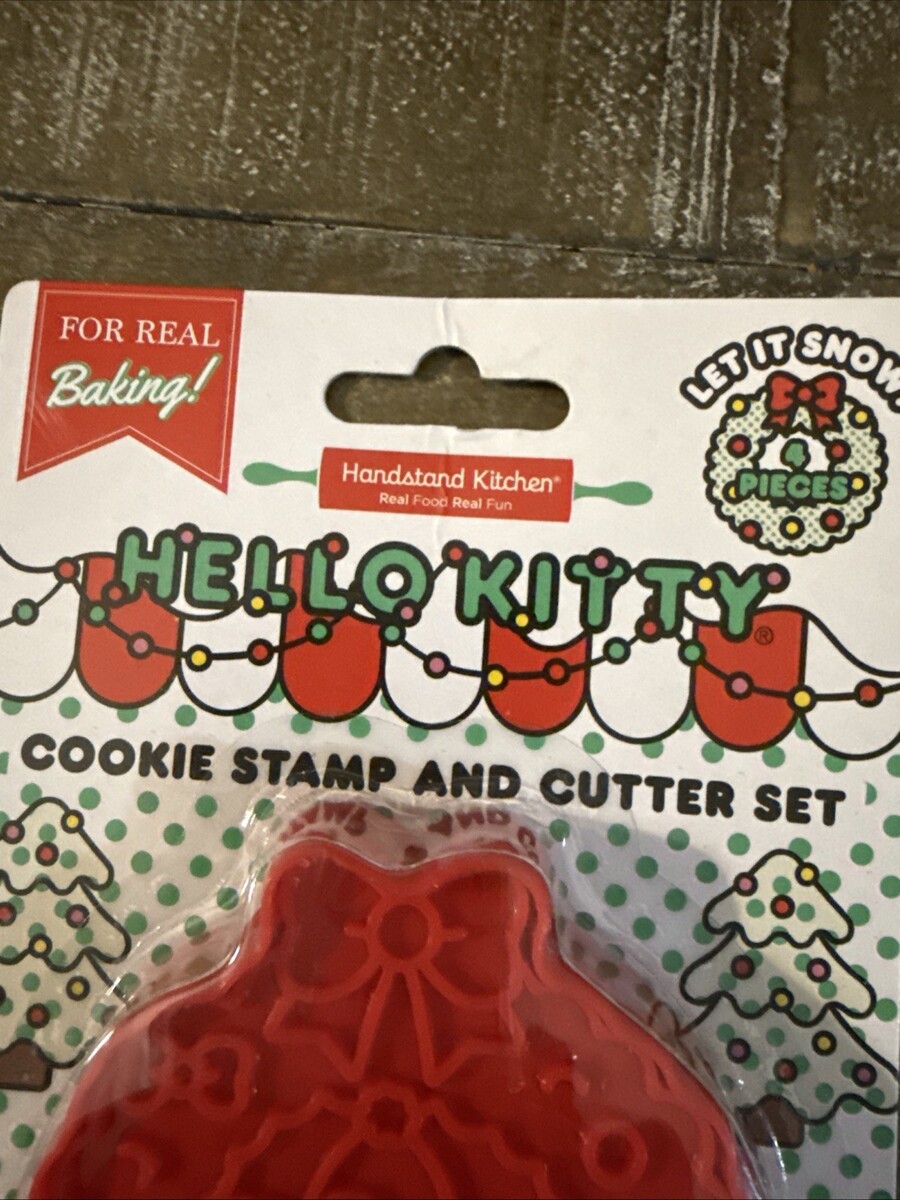 FOR REAL
Baking!
Handstand Kitchen®
Real Food Real Fun
LET IT SNOW!
4
PIECES
HELLO KITTY®
COOKIE STAMP AND CUTTER SET